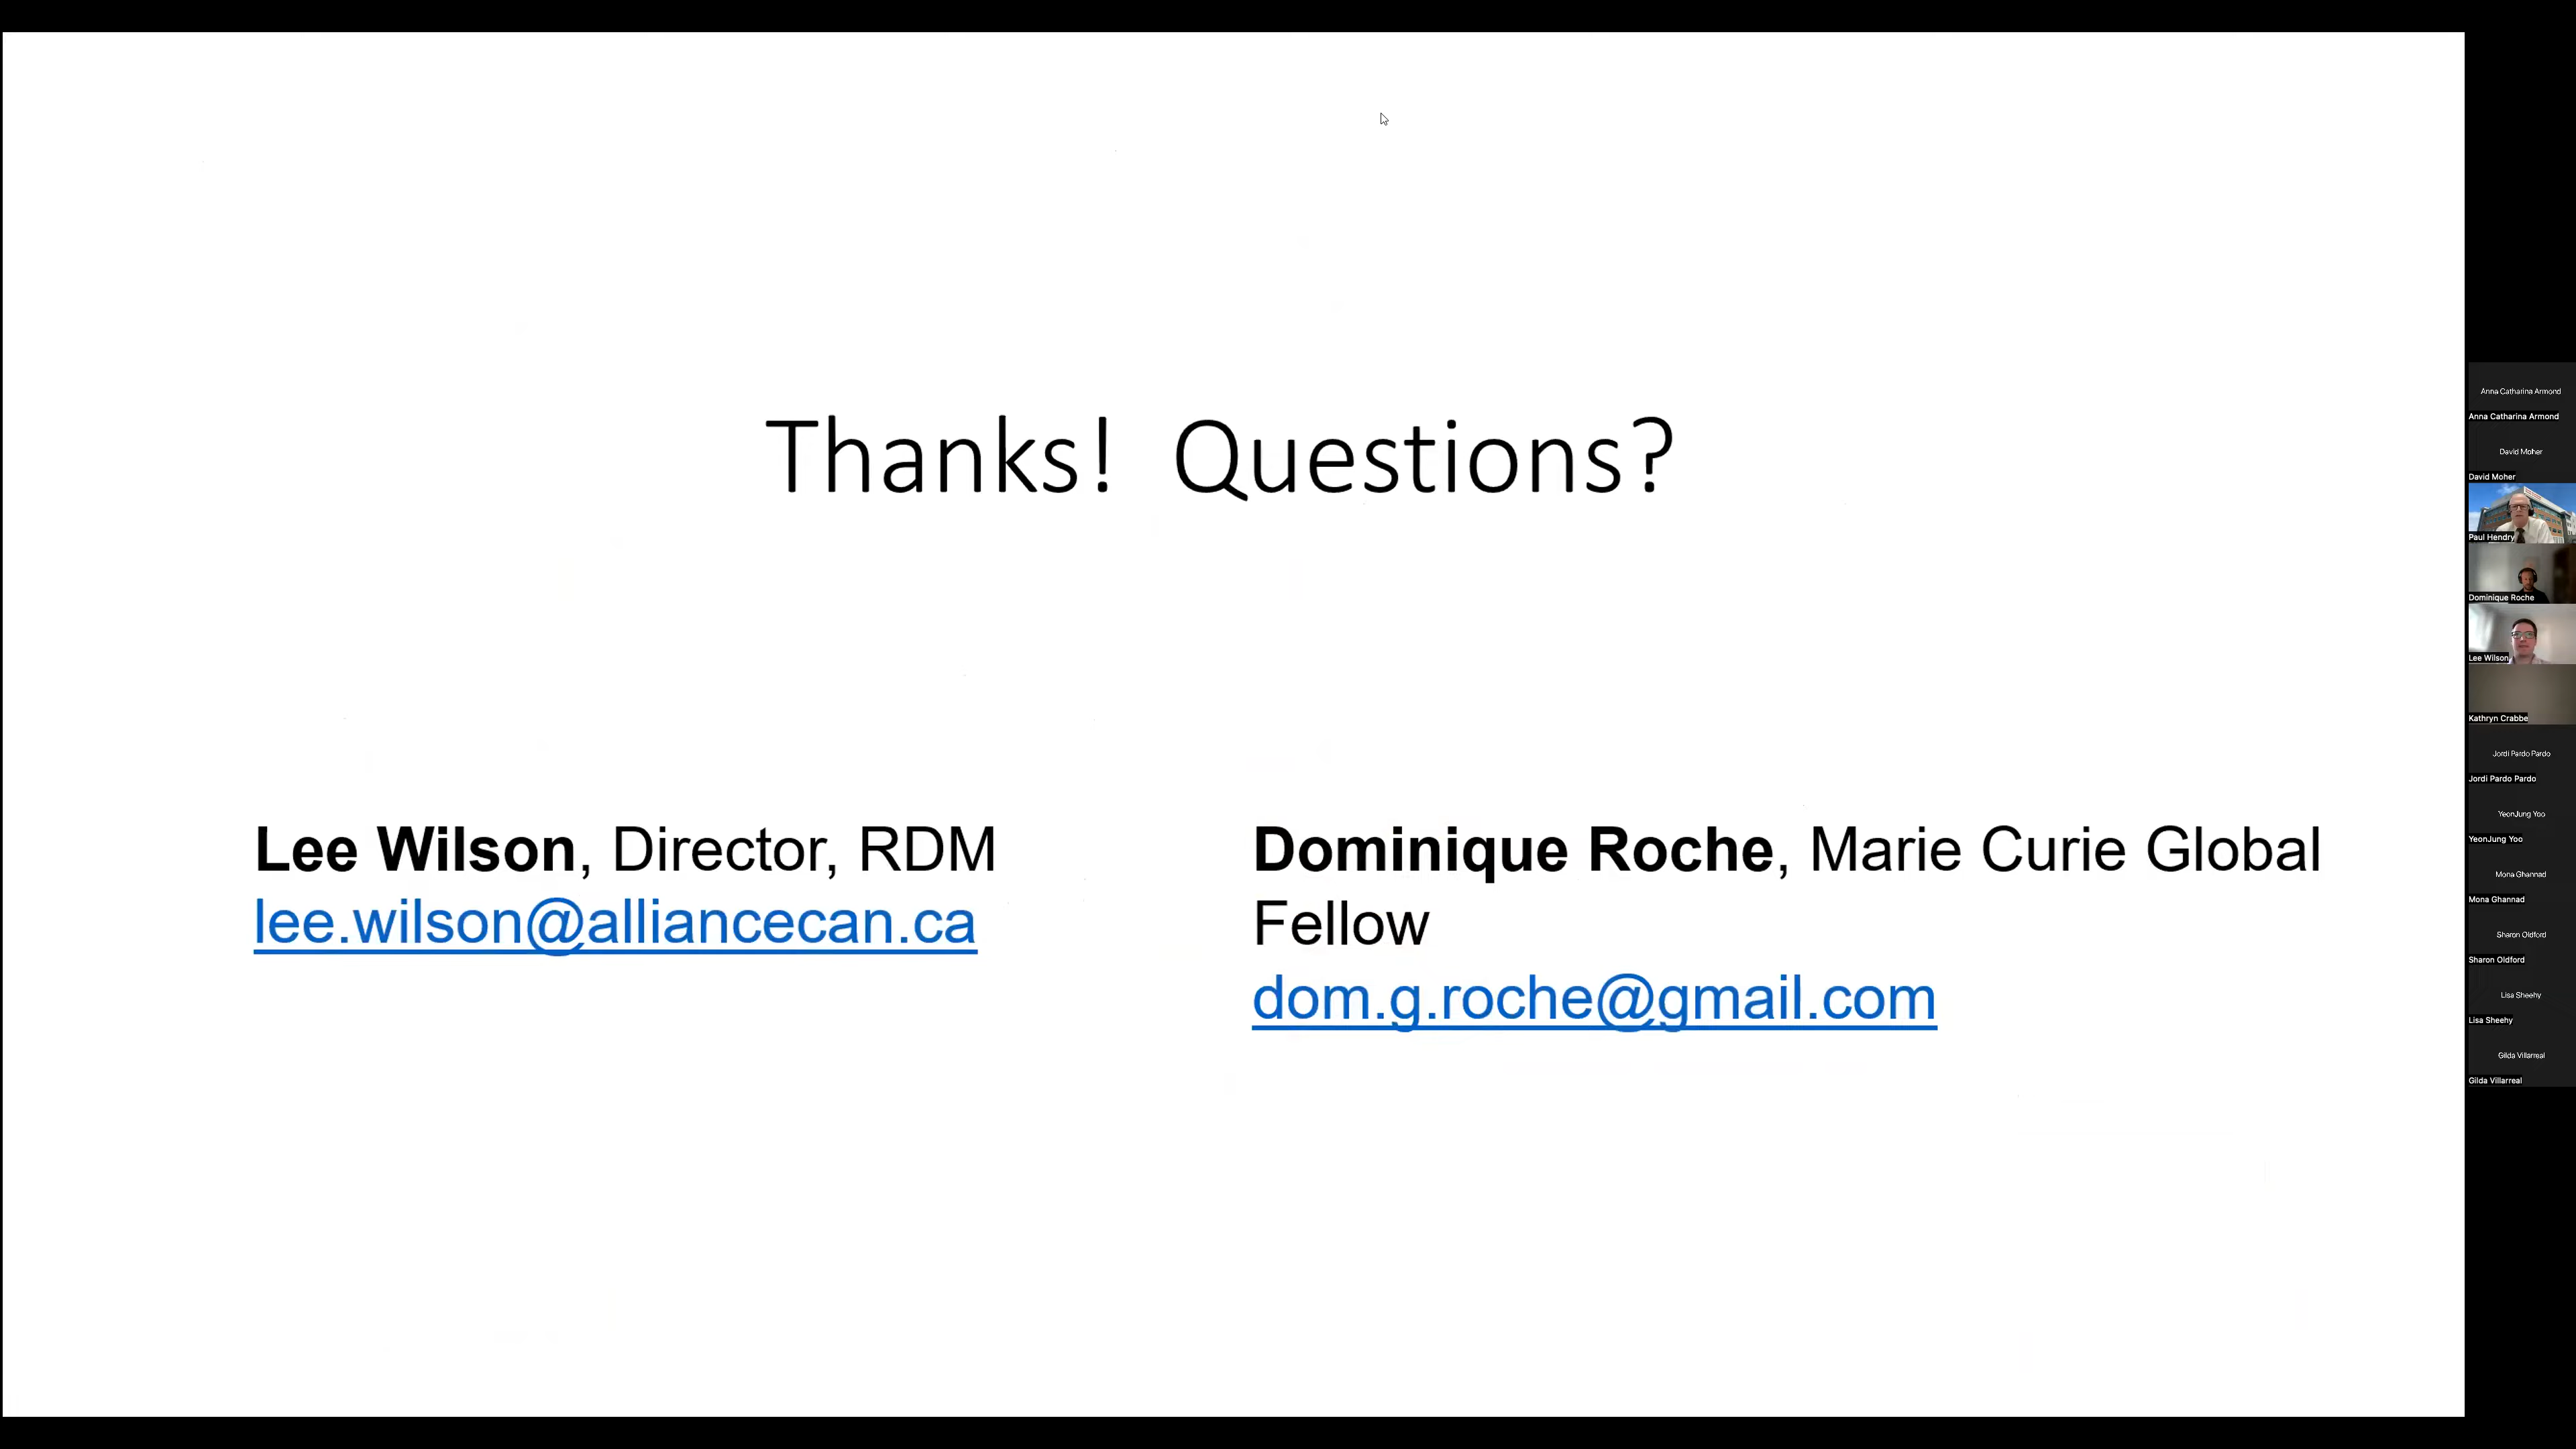 Thanks! Questions?
Lee Wilson, Director, RDM
lee.wilson@alliancecan.ca
Dominique Roche, Marie Curie Global
Fellow
dom.g.roche@gmail.com
Anna Catharina Armond
Anna Catharina Armond
David Moher
David Moher
Paul Hendry
Dominique Roche
Lee Wilson
Kathryn Crabbe
Jordi Pardo Pardo
Jordi Pardo Pardo
YeonJung Yoo
YeonJung Yoo
Mona Ghannad
Mona Ghannad
Sharon Oldford
Sharon Oldford
Lisa Sheehy
Lisa Sheehy
Gilda Villarreal
Gilda Villarreal